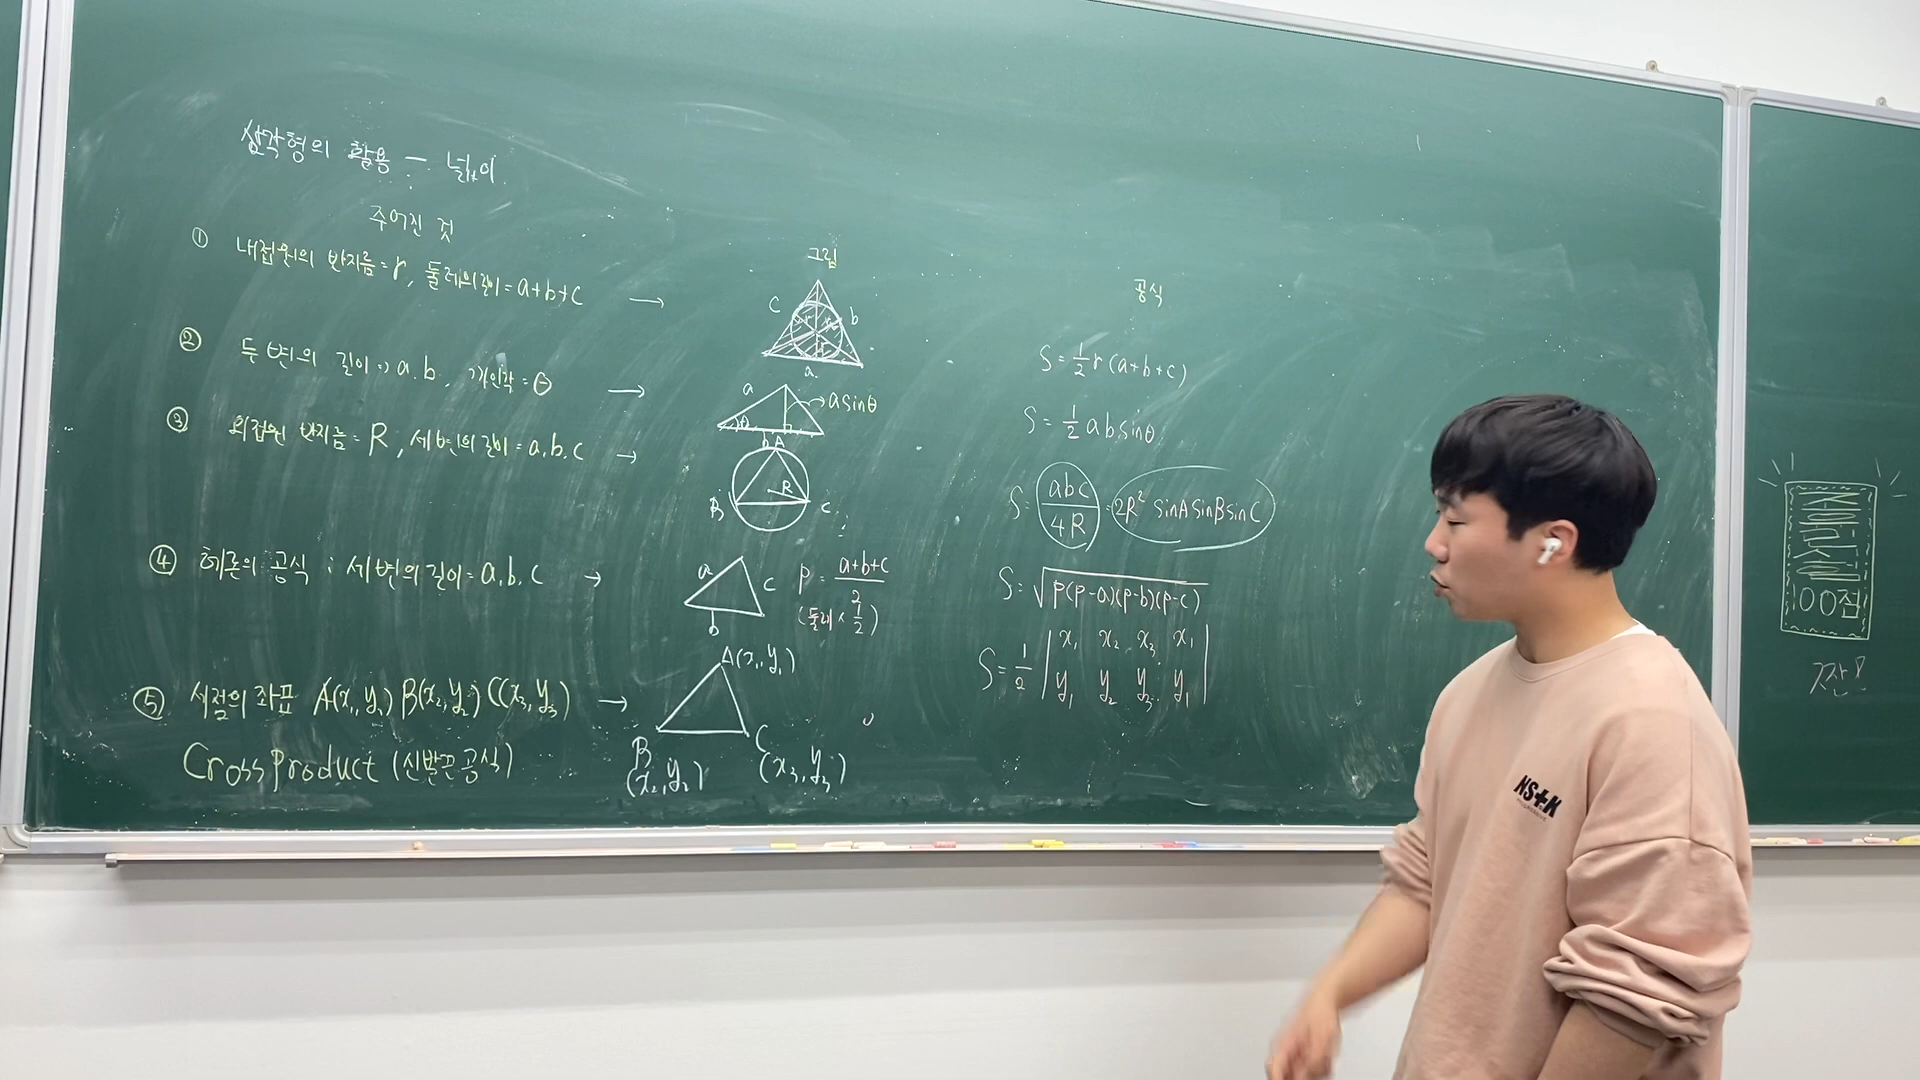 삼각형의 활용 - 넓이
주어진 것
그림
공식
① 내접원의 반지름=r, 둘레의 길이=a+b+c →
c b
r r r
a
S = 1/2 r (a+b+c)
② 두 변의 길이 => a.b, 끼인각=θ →
a → a sinθ
θ
b
S = 1/2 a b sinθ
③ 외접원 반지름=R, 세 변의 길이=a.b.c →
A
R
B C
S = abc/4R = 2R² sinA sinB sinC
④ 헤론의 공식 : 세 변의 길이=a.b.c →
a c
b
P = a+b+c/2
(둘레 × 1/2)
S = √P(P-a)(P-b)(P-c)
⑤ 세점의 좌표 A(x₁,y₁) B(x₂,y₂) C(x₃,y₃) →
Cross Product (신발끈 공식)
A(x₁,y₁)
B
(x₂,y₂)
C
(x₃,y₃)
S = 1/2 | x₁ x₂ x₃ x₁
y₁ y₂ y₃ y₁ |
100점
짠!
NS+K